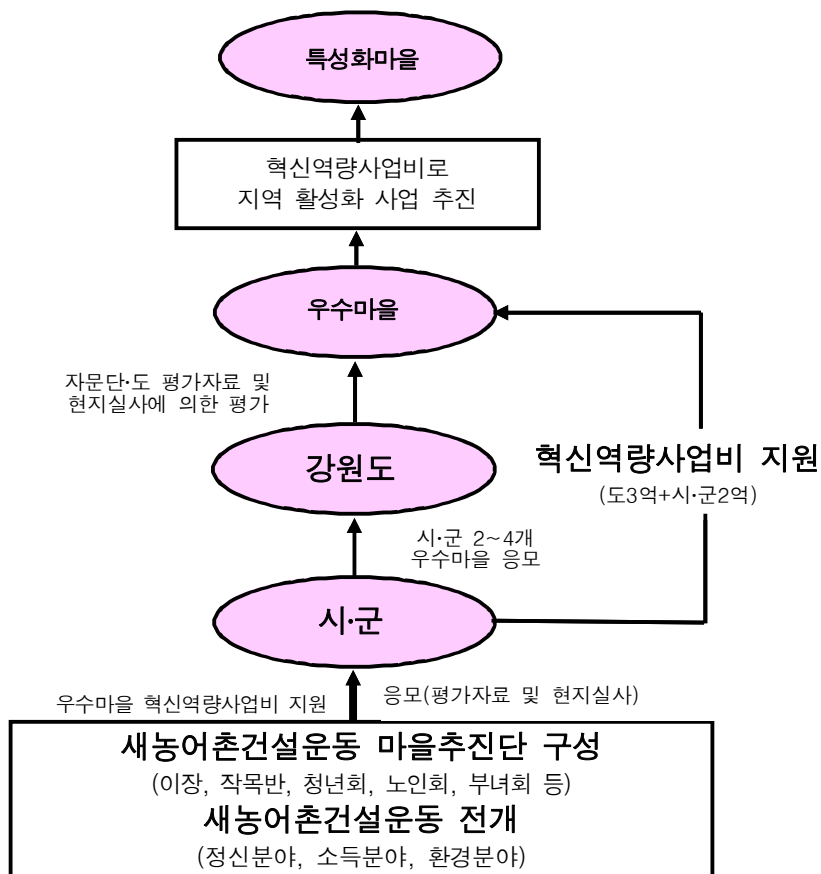 특성화마을
혁신역량사업비로
지역 활성화 사업 추진
우수마을
자문단·도 평가자료 및
현지실사에 의한 평가
강원도
혁신역량사업비 지원
(도3억+시·군2억)
시·군 2~4개
우수마을 응모
시·군
우수마을 혁신역량사업비 지원
응모(평가자료 및 현지실사)
새농어촌건설운동 마을추진단 구성
(이장, 작목반, 청년회, 노인회, 부녀회 등)
새농어촌건설운동 전개
(정신분야, 소득분야, 환경분야)